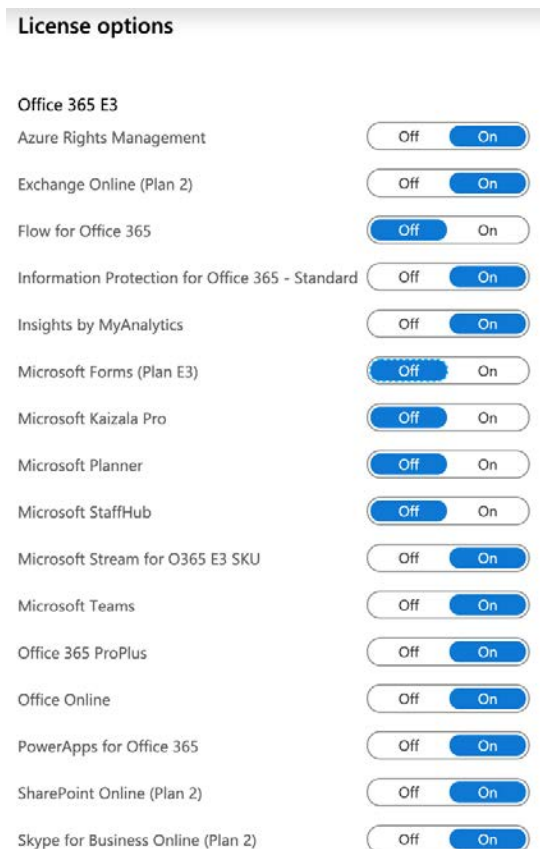 License options
Office 365 E3
Azure Rights Management Off On
Exchange Online (Plan 2) Off On
Flow for Office 365 Off On
Information Protection for Office 365 - Standard Off On
Insights by MyAnalytics Off On
Microsoft Forms (Plan E3) Off On
Microsoft Kaizala Pro Off On
Microsoft Planner Off On
Microsoft StaffHub Off On
Microsoft Stream for O365 E3 SKU Off On
Microsoft Teams Off On
Office 365 ProPlus Off On
Office Online Off On
PowerApps for Office 365 Off On
SharePoint Online (Plan 2) Off On
Skype for Business Online (Plan 2) Off On